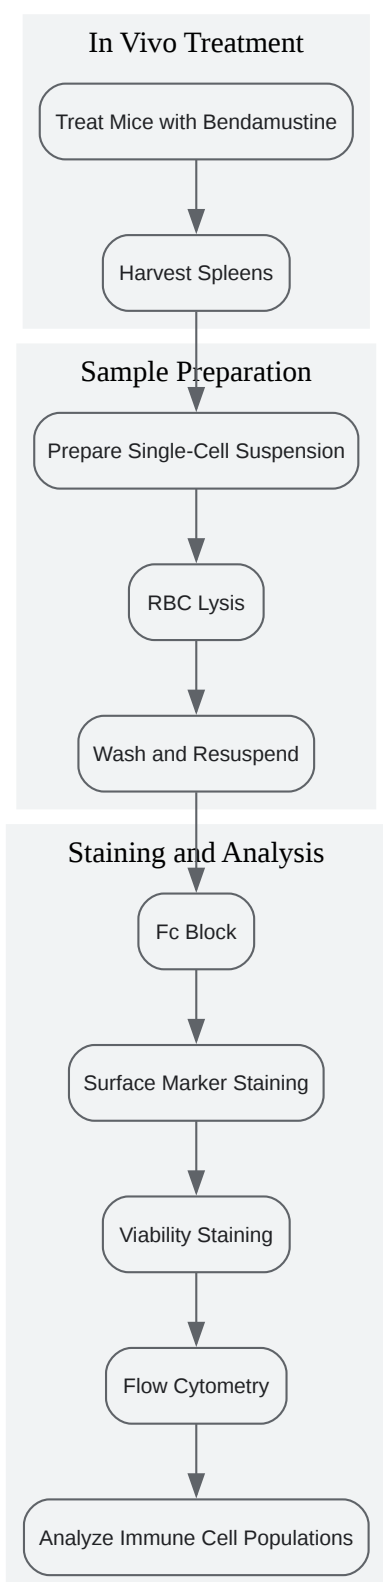 In Vivo Treatment
Treat Mice with Bendamustine
Harvest Spleens
Sample Preparation
Prepare Single-Cell Suspension
RBC Lysis
Wash and Resuspend
Staining and Analysis
Fc Block
Surface Marker Staining
Viability Staining
Flow Cytometry
Analyze Immune Cell Populations